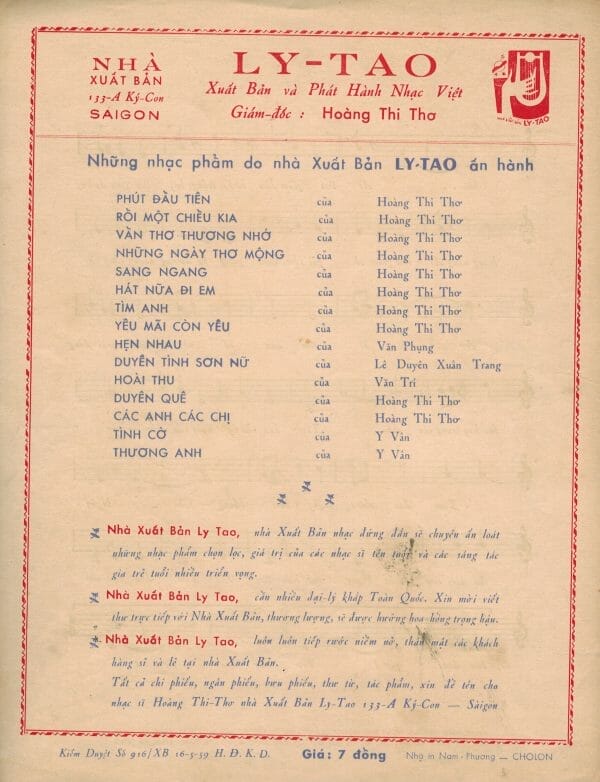 NHÀ
XUẤT BẢN
133-A Ký-Con
SAIGON
LY-TAO
Xuất Bản và Phát Hành Nhạc Việt
Giám-đốc : Hoàng Thi Thơ
LY-TAO
Những nhạc phẩm do nhà Xuất Bản LY-TAO ấn hành
PHÚT ĐẦU TIÊN của Hoàng Thi Thơ
RỒI MỘT CHIỀU KIA của Hoàng Thi Thơ
VẦN THƠ THƯƠNG NHỚ của Hoàng Thi Thơ
NHỮNG NGÀY THƠ MỘNG của Hoàng Thi Thơ
SANG NGANG của Hoàng Thi Thơ
HÁT NỮA ĐI EM của Hoàng Thi Thơ
TÌM ANH của Hoàng Thi Thơ
YÊU MÃI CÒN YÊU của Hoàng Thi Thơ
HẸN NHAU của Văn Phụng
DUYÊN TÌNH SƠN NỮ của Lê Duyên Xuân Trang
HOÀI THU của Văn Trí
DUYÊN QUÊ của Hoàng Thi Thơ
CÁC ANH CÁC CHỊ của Hoàng Thi Thơ
TÌNH CỜ của Y Vân
THƯƠNG ANH của Y Vân
Nhà Xuất Bản Ly Tao, nhà Xuất Bản nhạc đứng đắn sẽ chuyên ấn loát
những nhạc phẩm chọn lọc, giá trị của các nhạc sĩ tên tuổi và các sáng tác
gia trẻ tuổi nhiều triển vọng.
Nhà Xuất Bản Ly Tao, cần nhiều đại-lý khắp Toàn Quốc. Xin mời viết
thư trực tiếp với Nhà Xuất Bản, thương lượng, sẽ được hưởng hoa-hồng trọng hậu.
Nhà Xuất Bản Ly Tao, luôn luôn tiếp rước niềm nở, thân mật các khách
hàng sĩ và lẻ tại nhà Xuất Bản.
Tất cả chi phiếu, ngân phiếu, bưu phiếu, thư từ, tác phẩm, xin đề tên cho
nhạc sĩ Hoàng Thi-Thơ nhà Xuất Bản Ly Tao 133-A Ký-Con — Saigòn
Kiểm Duyệt Số 916/XB 16-5-59 H. Đ. K. D. Giá: 7 đồng Nhà in Nam-Phương — CHOLON